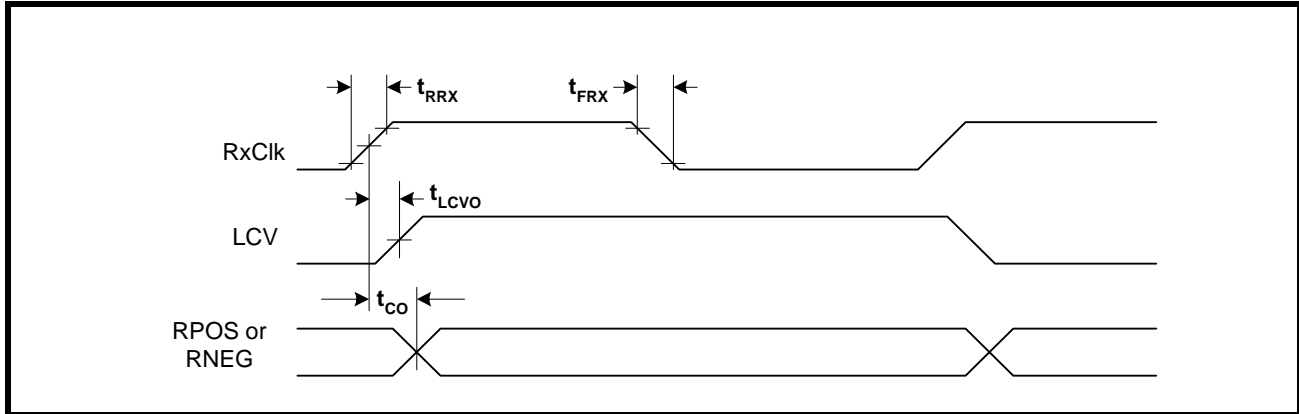 tRRX
tFRX
RxClk
tLCVO
LCV
tCO
RPOS or
RNEG